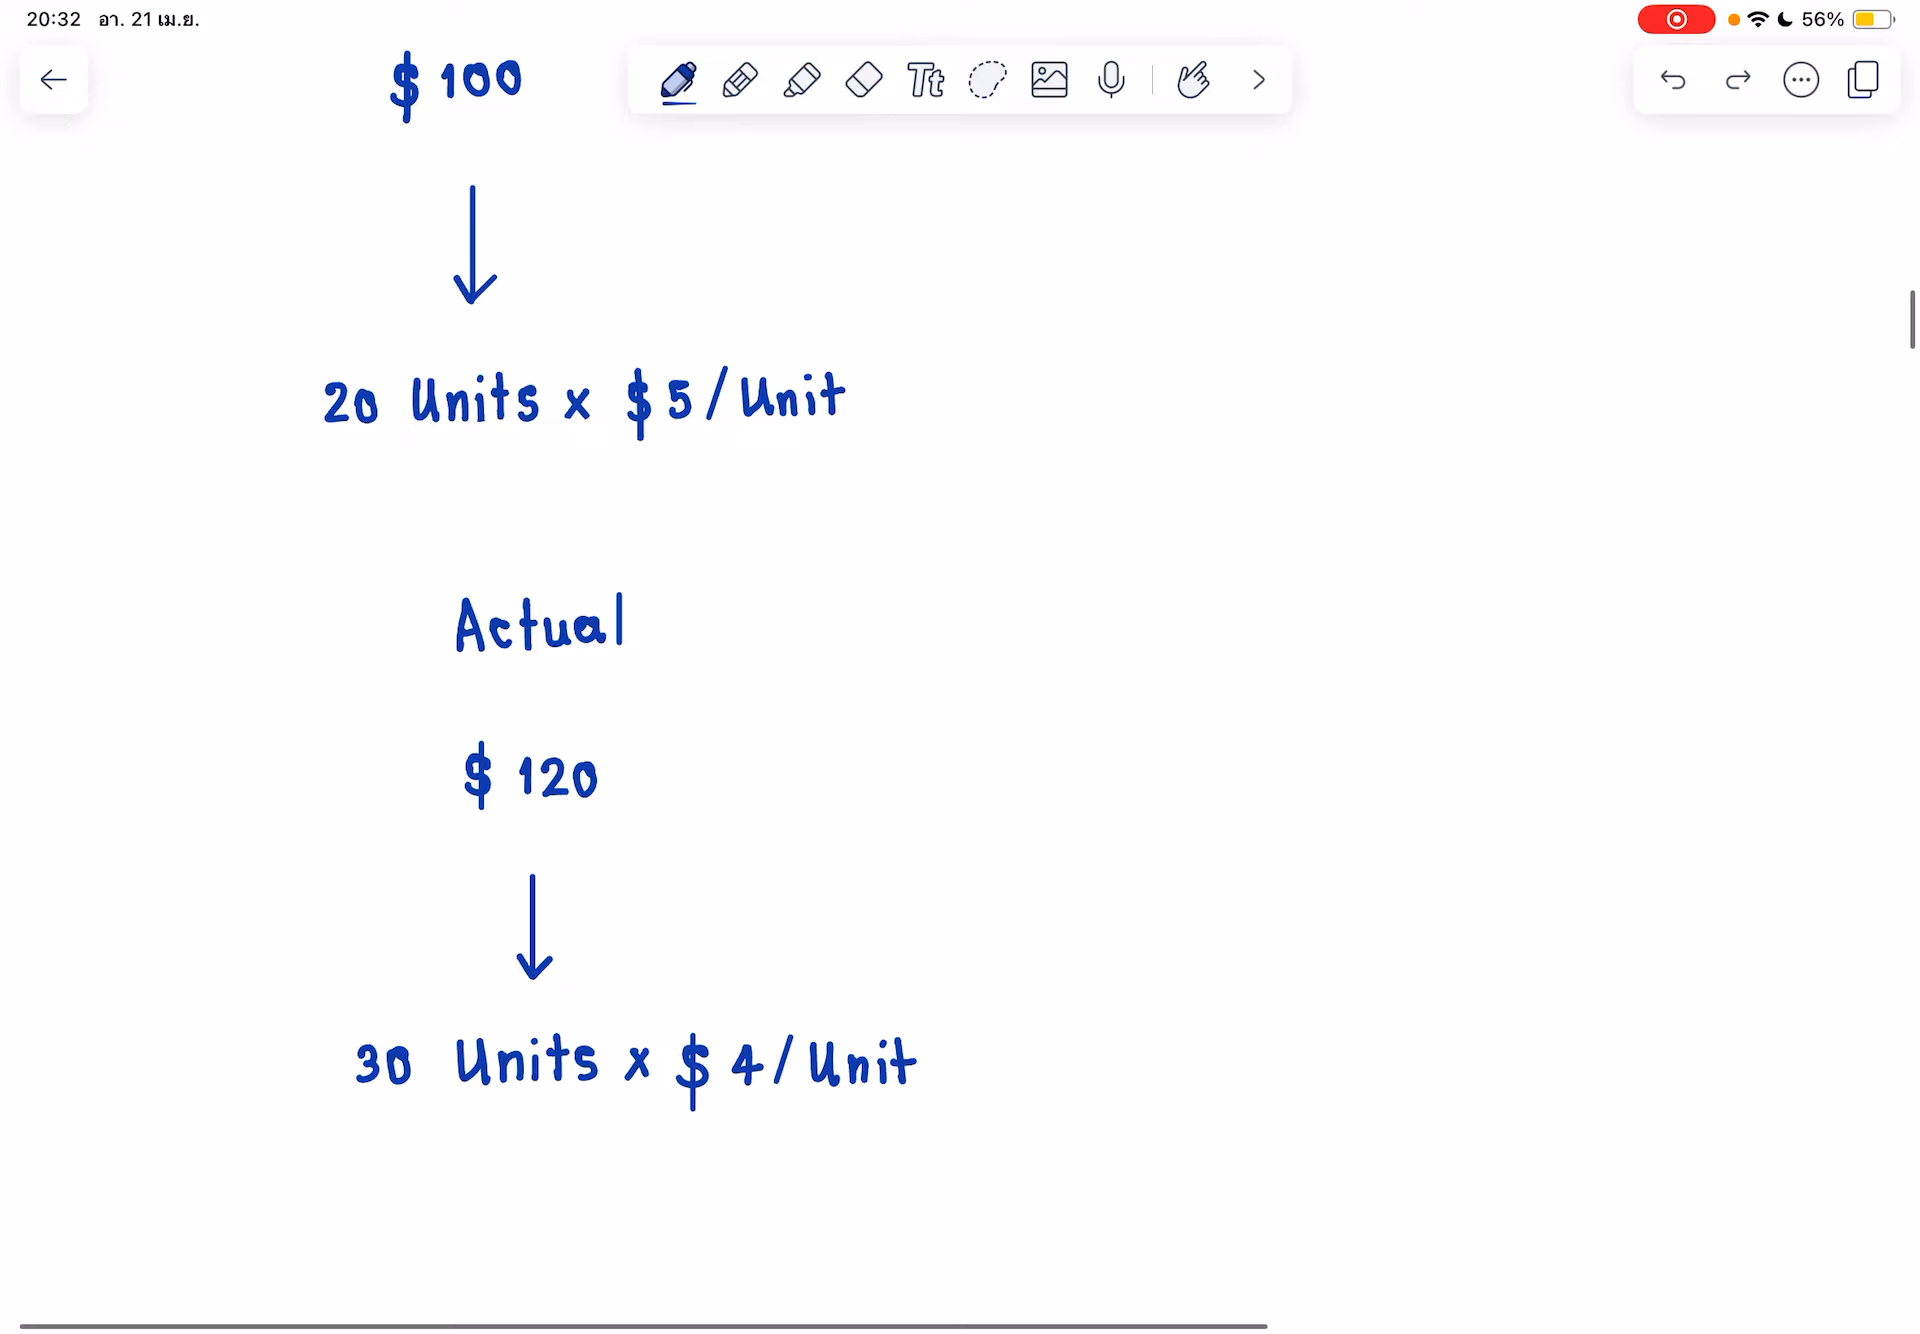 20:32 อา. 21 เม.ย. 56%
$ 100
Tt
20 Units x $ 5 / Unit
Actual
$ 120
30 Units x $ 4 / Unit